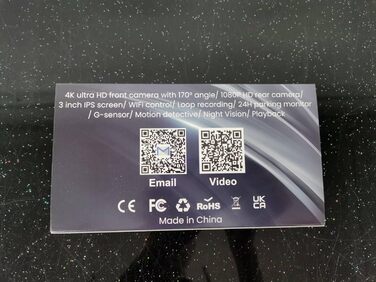 4K ultra HD front camera with 170° angle/ 1080P HD rear camera/
3 inch IPS screen/ WiFi control/ Loop recording/ 24H parking monitor
/ G-sensor/ Motion detective/ Night Vision/ Playback
Email Video
CE FC RoHS UK CA
Made in China